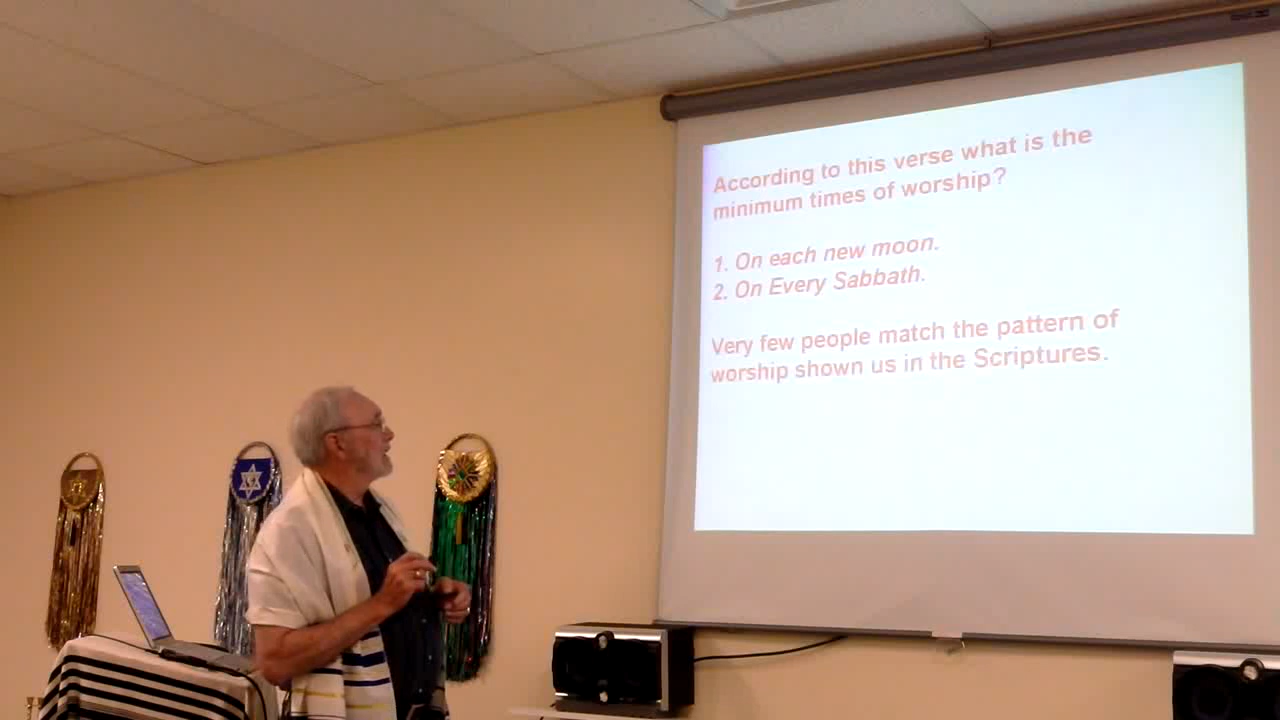 According to this verse what is the
minimum times of worship?
1. On each new moon.
2. On Every Sabbath.
Very few people match the pattern of
worship shown us in the Scriptures.